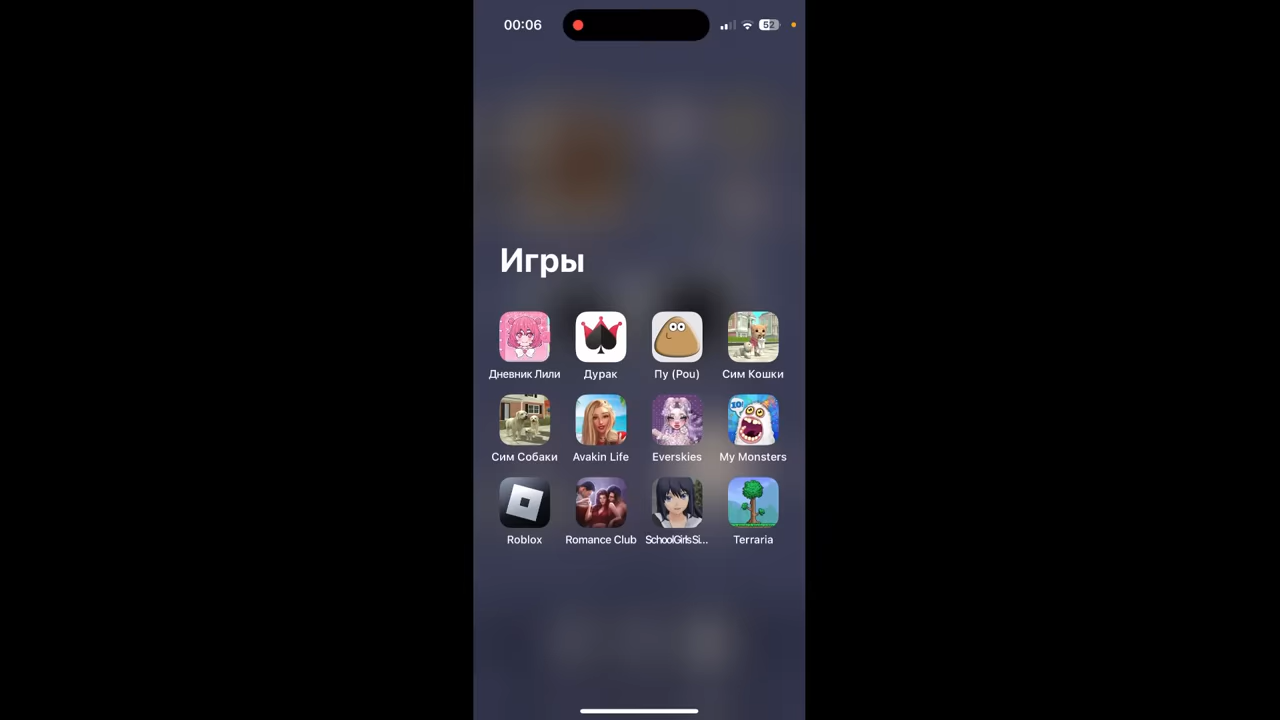 00:06
52
Игры
Дневник Лили
Дурак
Пу (Pou)
Сим Кошки
10!
Сим Собаки
Avakin Life
Everskies
My Monsters
Roblox
Romance Club
SchoolGirlsSi...
Terraria